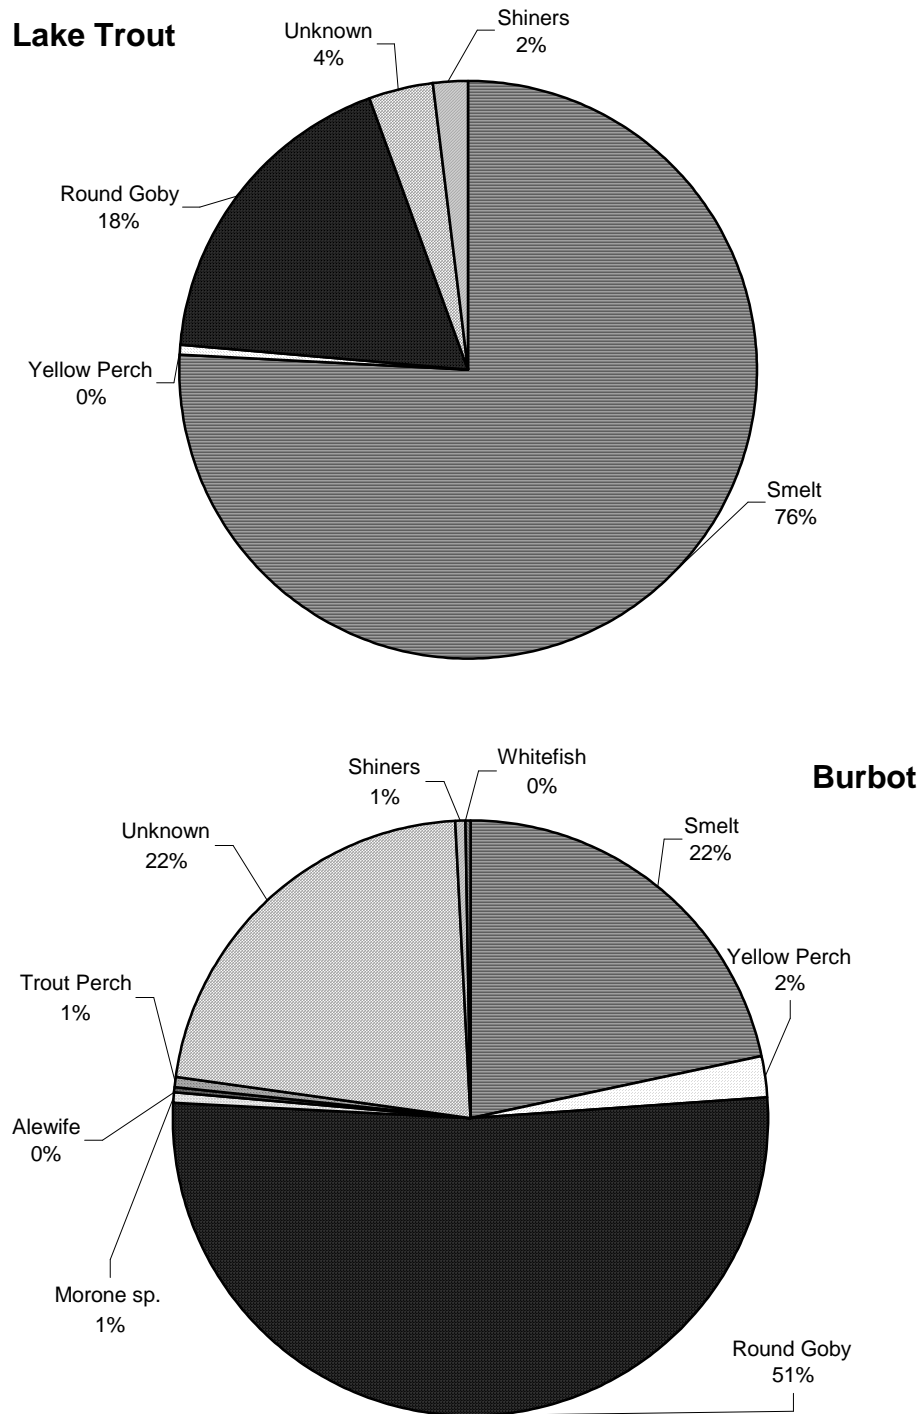 Lake Trout
Unknown
4%
Shiners
2%
Round Goby
18%
Yellow Perch
0%
Smelt
76%
Burbot
Shiners
1%
Whitefish
0%
Unknown
22%
Smelt
22%
Yellow Perch
2%
Trout Perch
1%
Alewife
0%
Morone sp.
1%
Round Goby
51%